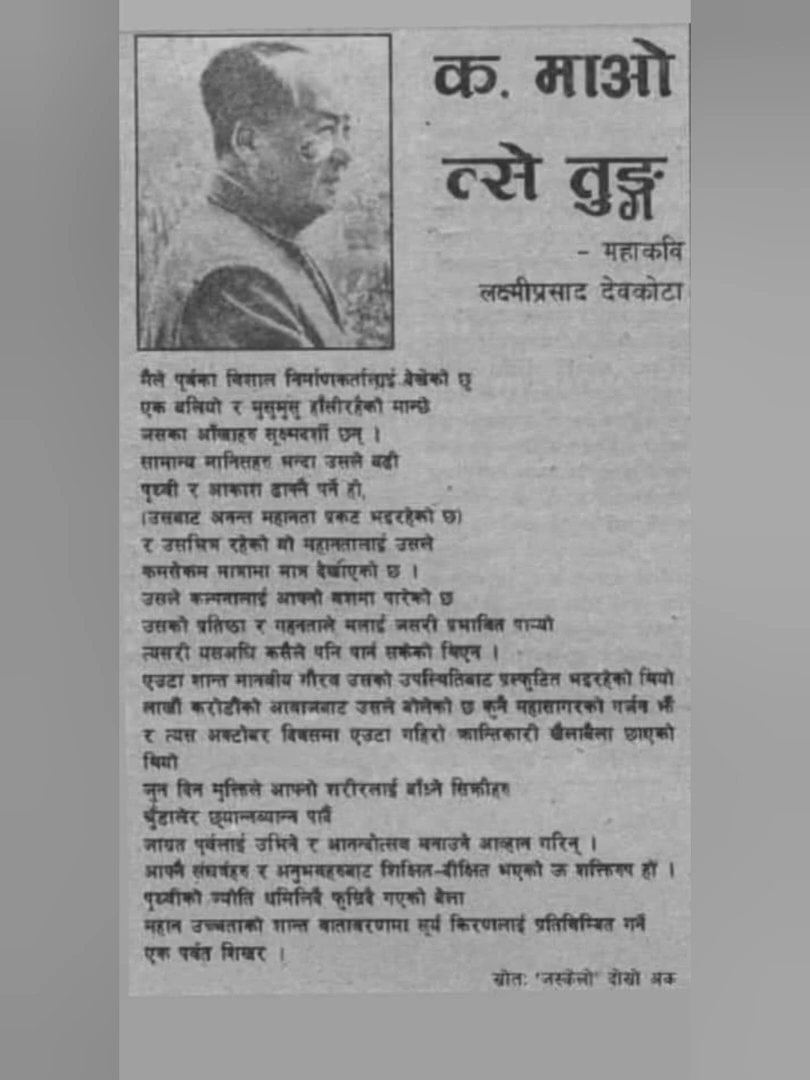 क. माओ
त्से तुङ्ग
- महाकवि
लक्ष्मीप्रसाद देवकोटा
मैले पूर्वका विशाल निर्माणकर्तालाई देखेको छु
एक बलियो र मुसुमुसु हाँसिरहेको मान्छे
जसका आँखाहरु सूक्ष्मदर्शी छन् ।
सामान्य मानिसहरु भन्दा उसले बढी
पृथ्वी र आकाश ढाक्नै पर्ने हो,
(उसबाट अनन्त महानता प्रकट भइरहेको छ)
र उसभित्र रहेको यो महानतालाई उसले
कमसेकम मात्रामा मात्र देखाएको छ ।
उसले कल्पनालाई आफ्नो बशमा पारेको छ
उसको प्रतिष्ठा र गहनताले मलाई जसरी प्रभावित पार्‍यो
त्यसरी यसअघि कसैले पनि पार्न सकेको थिएन ।
एउटा शान्त मानवीय गौरव उसको उपस्थितिबाट प्रस्फुटित भइरहेको थियो
लाखौं करोडौंको आवाजबाट उसले बोलेको छ कुनै महासागरको गर्जन झैं
र त्यस अक्टोबर दिवसमा एउटा गहिरो क्रान्तिकारी खैलाबैला छाएको
थियो
जुन दिन मुक्तिले आफ्नो शरीरलाई बाँध्ने सिक्रीहरु
चुँडालेर छ्यान्नब्यान्न पार्दै
जाग्रत पूर्वलाई उभिने र आनन्दोत्सव मनाउने आव्हान गरिन् ।
आफ्नै संघर्षहरु र अनुभवहरुबाट शिक्षित-दीक्षित भएको ऊ शक्तिरुप हो ।
पृथ्वीको ज्योति धमिलिदै फुस्रिदै गएको बेला
महान उच्चताको शान्त वातावरणमा सूर्य किरणलाई प्रतिविम्बित गर्ने
एक पर्वत शिखर ।
स्रोतः 'जस्केलो' दोस्रो अंक